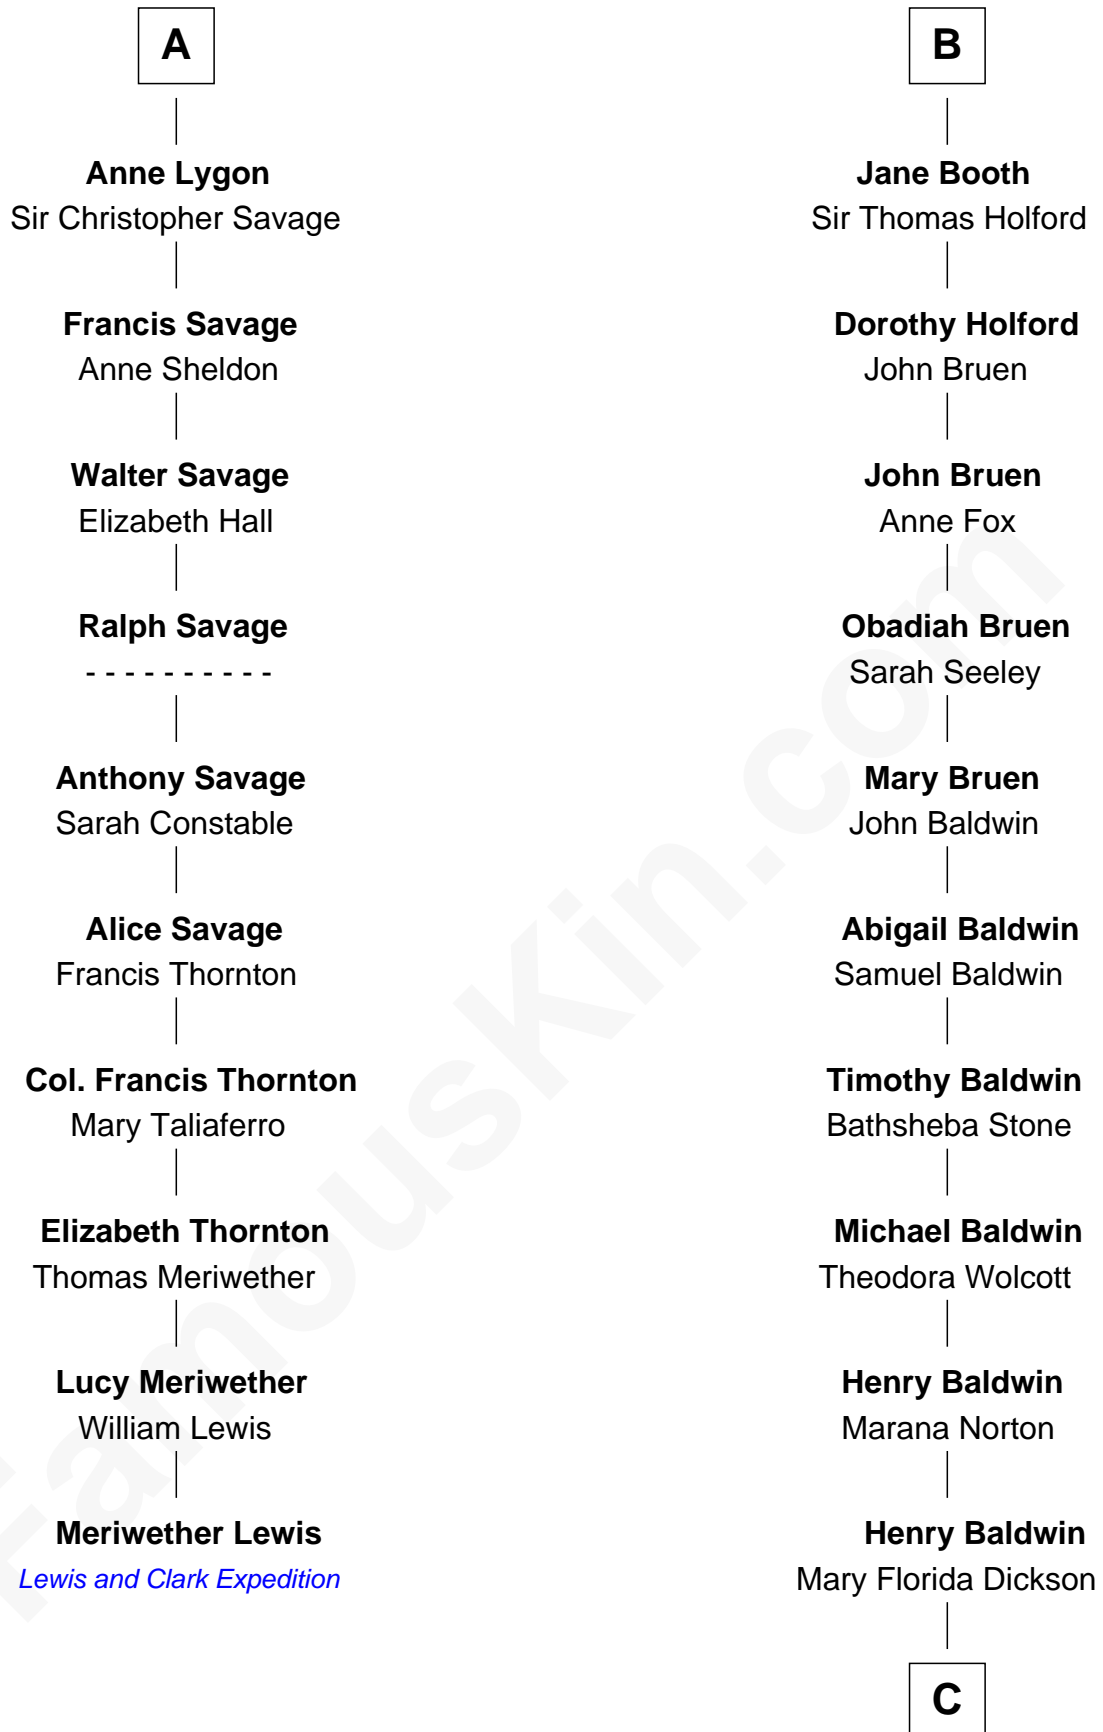 A
Anne Lygon
Sir Christopher Savage
Francis Savage
Anne Sheldon
Walter Savage
Elizabeth Hall
Ralph Savage
- - - - - - - - - -
Anthony Savage
Sarah Constable
Alice Savage
Francis Thornton
Col. Francis Thornton
Mary Taliaferro
Elizabeth Thornton
Thomas Meriwether
Lucy Meriwether
William Lewis
Meriwether Lewis
Lewis and Clark Expedition
B
Jane Booth
Sir Thomas Holford
Dorothy Holford
John Bruen
John Bruen
Anne Fox
Obadiah Bruen
Sarah Seeley
Mary Bruen
John Baldwin
Abigail Baldwin
Samuel Baldwin
Timothy Baldwin
Bathsheba Stone
Michael Baldwin
Theodora Wolcott
Henry Baldwin
Marana Norton
Henry Baldwin
Mary Florida Dickson
C
FamousKin.com